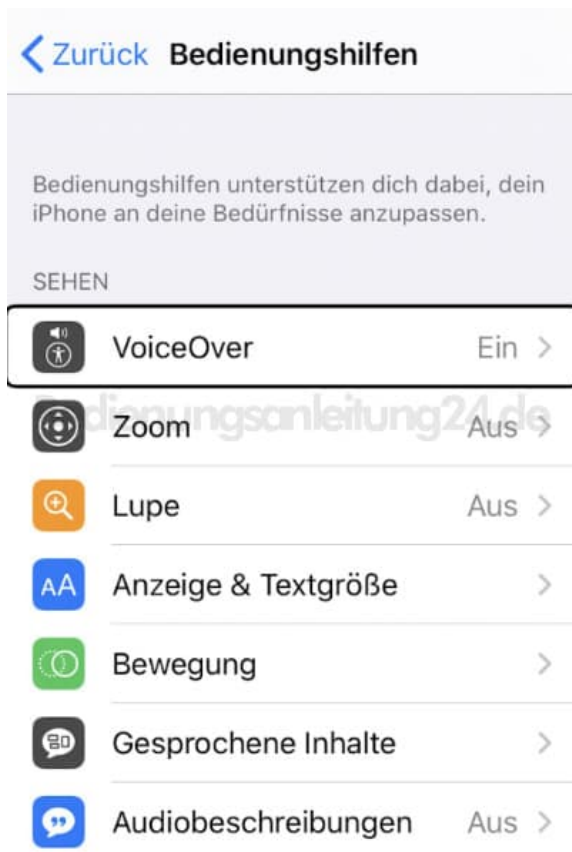 Zurück Bedienungshilfen
Bedienungshilfen unterstützen dich dabei, dein
iPhone an deine Bedürfnisse anzupassen.
SEHEN
VoiceOver Ein
Bedienungsanleitung24.de
Zoom Aus
Lupe Aus
AA Anzeige & Textgröße
Bewegung
Gesprochene Inhalte
Audiobeschreibungen Aus